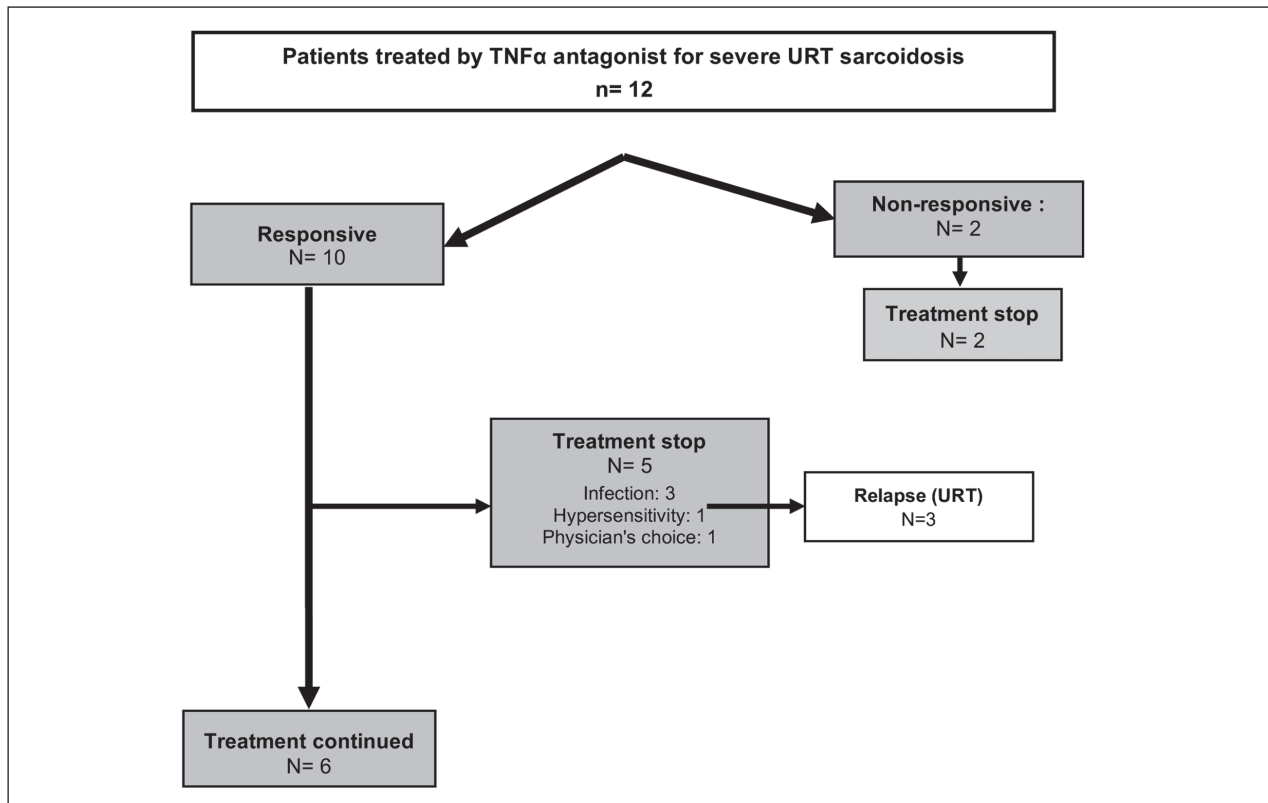 Patients treated by TNFα antagonist for severe URT sarcoidosis
n= 12
Responsive
N= 10
Non-responsive :
N= 2
Treatment stop
N= 2
Treatment stop
N= 5
Infection: 3
Hypersensitivity: 1
Physician's choice: 1
Relapse (URT)
N=3
Treatment continued
N= 6